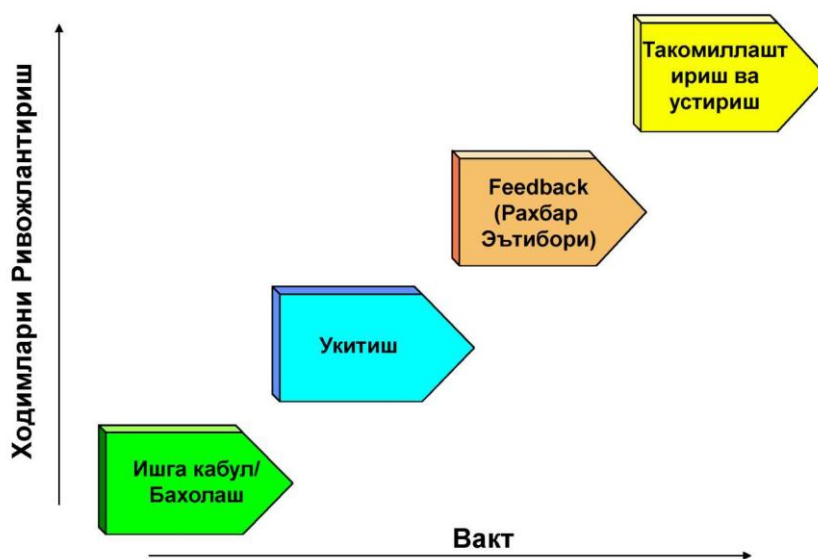 Такомиллашт
ириш ва
устириш
Feedback
(Рахбар
Эътибори)
Укитиш
Ишга кабул/
Бахолаш
Ходимларни Ривожлантириш
Вакт